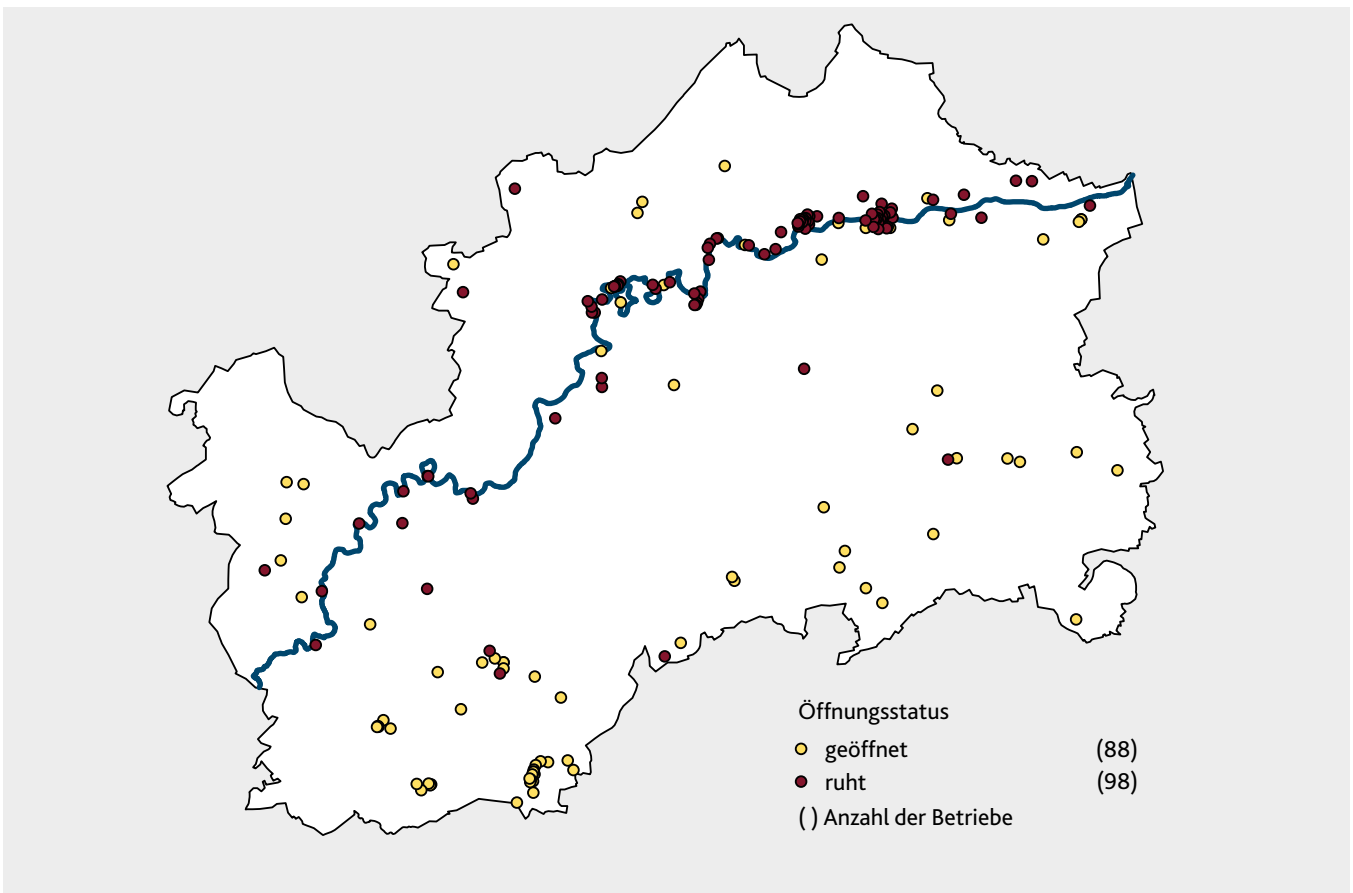 Öffnungsstatus
geöffnet (88)
ruht (98)
( ) Anzahl der Betriebe